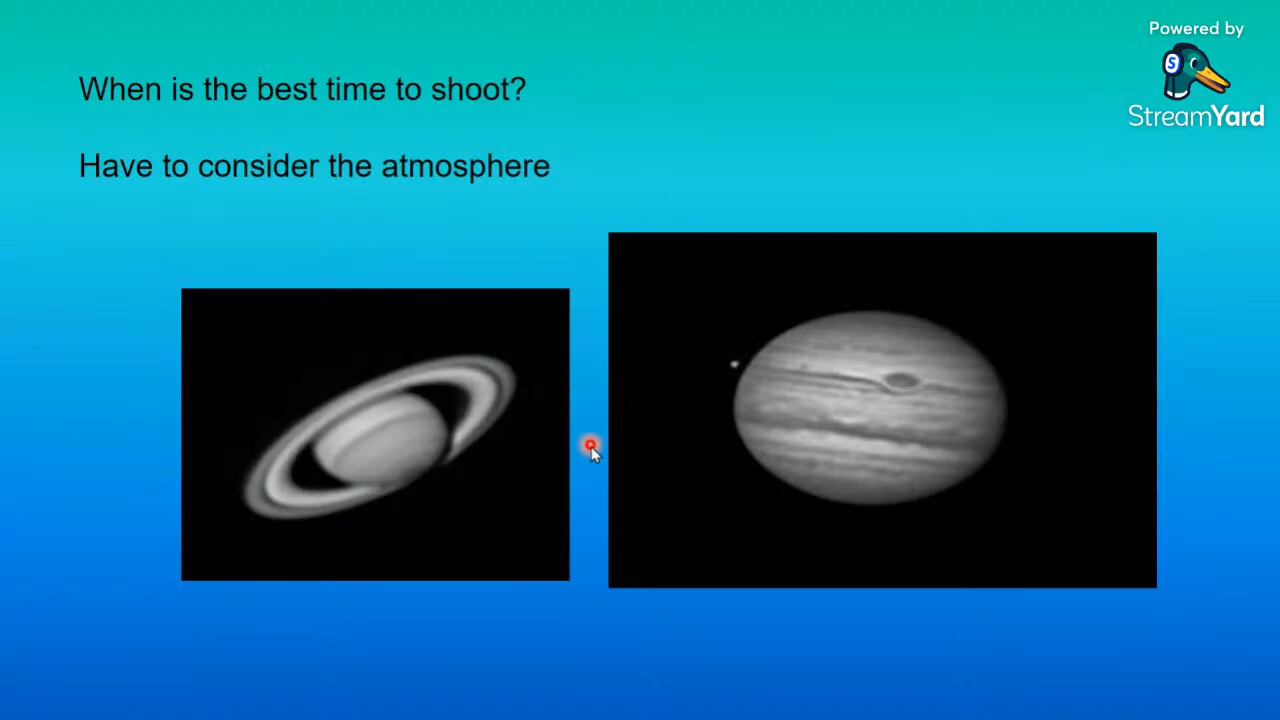 Powered by
S
StreamYard
When is the best time to shoot?
Have to consider the atmosphere